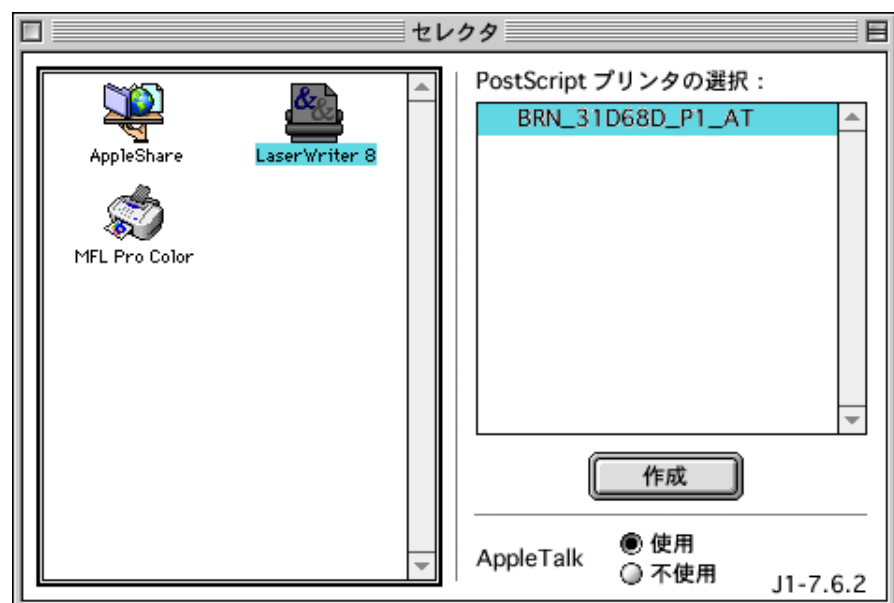 セレクタ
AppleShare
LaserWriter 8
MFL Pro Color
PostScript プリンタの選択：
BRN_31D68D_P1_AT
作成
AppleTalk
使用
不使用
J1-7.6.2